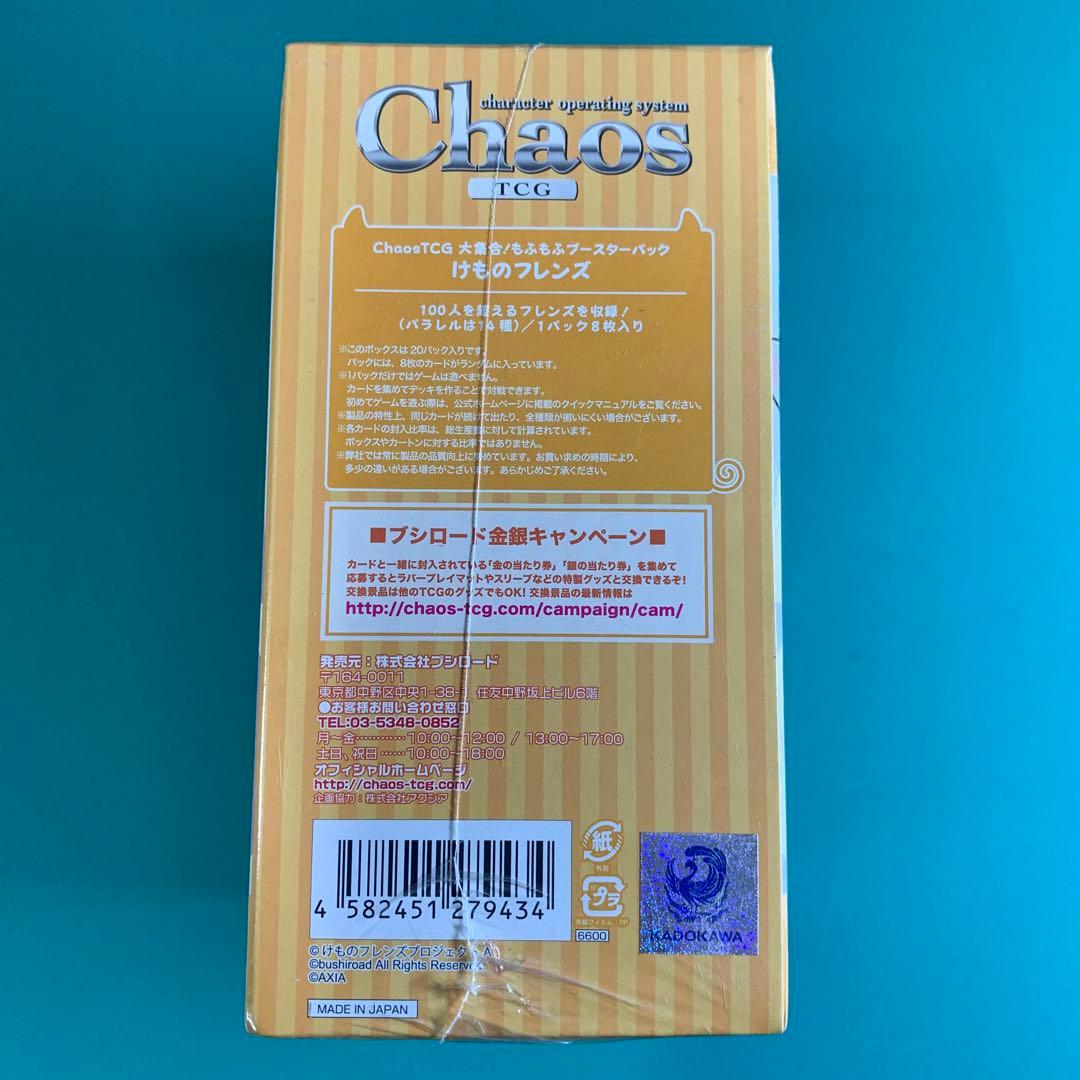 character operating system
Chaos
TCG
ChaosTCG 大集合!もふもふブースターパック
けものフレンズ
100人を超えるフレンズを収録!
(パラレルは14種)/1パック8枚入り
※このボックスは20パック入りです。
パックには、8枚のカードがランダムに入っています。
※1パックだけではゲームは遊べません。
カードを集めてデッキを作ることで対戦できます。
初めてゲームを遊ぶ際は、公式ホームページに掲載のクイックマニュアルをご覧ください。
※製品の特性上、同じカードが続けて出たり、全種類が揃いにくい場合がございます。
※各カードの封入比率は、総生産数に対して計算されています。
ボックスやカートンに対する比率ではありません。
※弊社では常に製品の品質向上に努めています。お買い求めの時期により、
多少の違いがある場合がございます。あらかじめご了承ください。
■ブシロード金銀キャンペーン■
カードと一緒に封入されている「金の当たり券」「銀の当たり券」を集めて
応募するとラバープレイマットやスリーブなどの特製グッズと交換できるぞ!
交換景品は他のTCGのグッズでもOK! 交換景品の最新情報は
http://chaos-tcg.com/campaign/cam/
発売元:株式会社ブシロード
〒164-0011
東京都中野区中央1-38-1 住友中野坂上ビル6階
●お客様お問い合わせ窓口
TEL:03-5348-0852
月~金…………10:00~12:00 / 13:00~17:00
土日、祝日……10:00~18:00
オフィシャルホームページ
http://chaos-tcg.com/
企画協力:株式会社アクシア
4 582451 279434
紙
外箱
プラ
外装フィルム:PP
6600
KADOKAWA
©けものフレンズプロジェクトA
©bushiroad All Rights Reserved.
©AXIA
MADE IN JAPAN